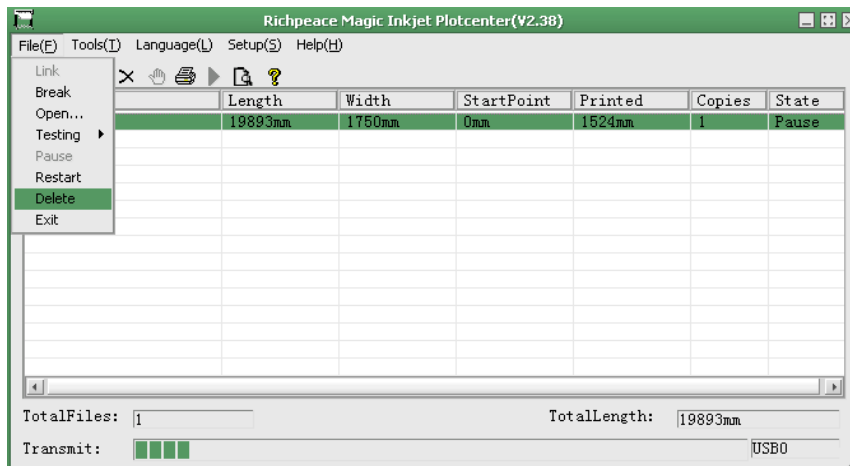 Richpeace Magic Inkjet Plotcenter(V2.38)
File(F) Tools(T) Language(L) Setup(S) Help(H)
Link
Break
Open...
Testing
Pause
Restart
Delete
Exit
Length Width StartPoint Printed Copies State
19893mm 1750mm 0mm 1524mm 1 Pause
TotalFiles: 1 TotalLength: 19893mm
Transmit: USB0